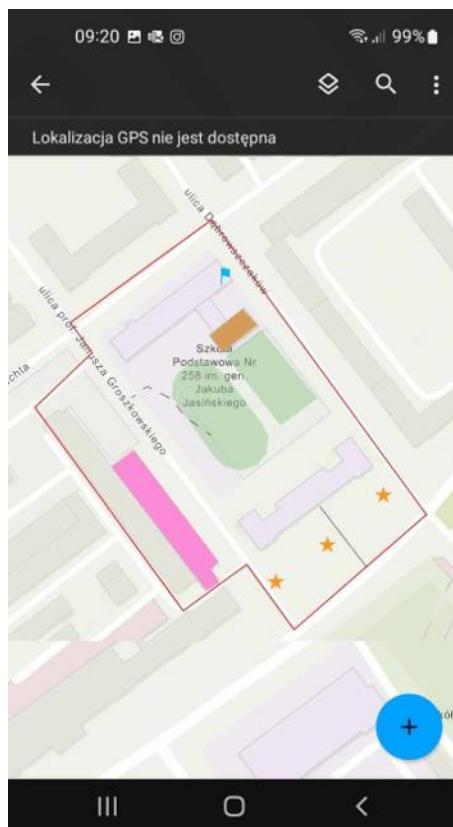 09:20
99%
Lokalizacja GPS nie jest dostępna
ulica Dąbrowszczaków
ulica prof. Janusza Groszkowskiego
chta
Szkoła
Podstawowa Nr
258 im. gen.
Jakuba
Jasińskiego